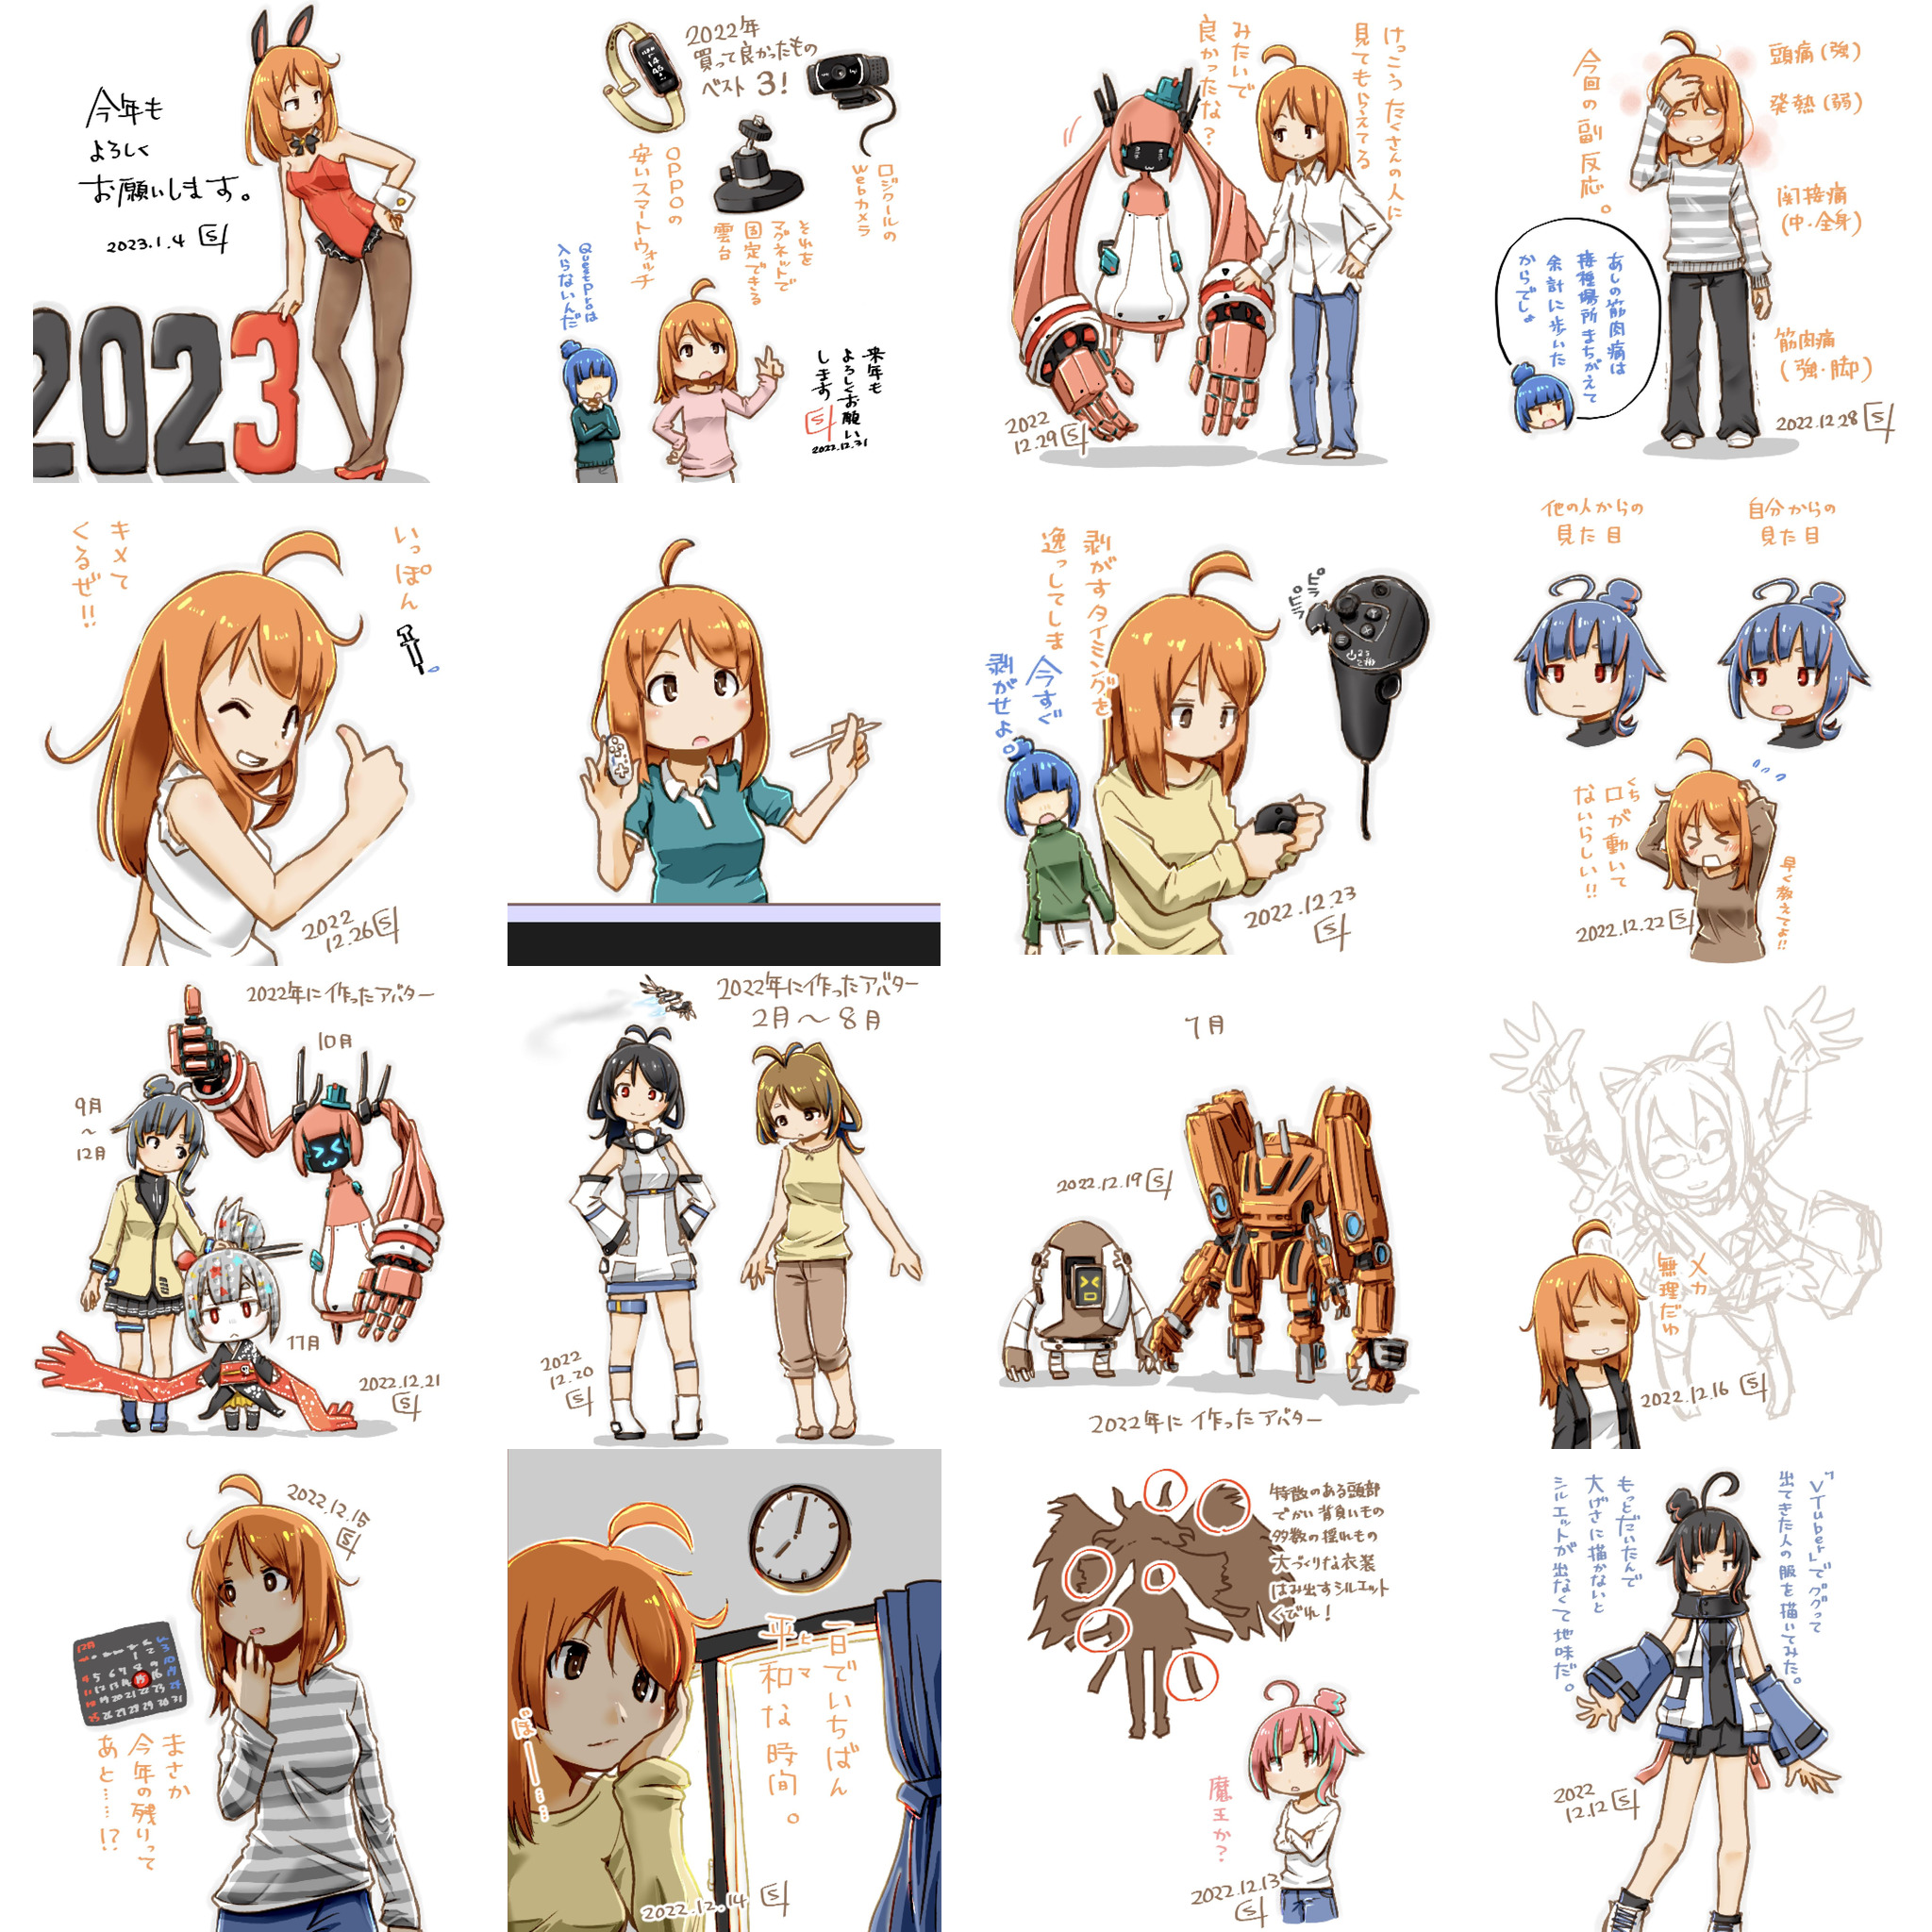 今年も
よろしく
お願いします。
2023.1.4
2023
2022年
買って良かったもの
ベスト3!
OPPOの
安いスマートウォッチ
ロジクールの
Webカメラ
それを
マグネットで
固定できる
雲台
QuestProは
入らないんだ
来年も
よろしくお願い
します
2022.12.31
けっこうたくさんの人に
見てもらえてる
みたいで
良かったな?
2022
12.29
今回の副反応。
頭痛(強)
発熱(弱)
関接痛
(中・全身)
筋肉痛
(強・脚)
あしの筋肉痛は
接種場所まちがえて
余計に歩いた
からでしょ
2022.12.28
いっぽん
キメて
くるぜ!!
2022
12.26
剥がすタイミングを
逸ってしま
今すぐ
剥がせよ。
ピラ
ピラ
2022.12.23
他の人からの
見た目
自分からの
見た目
くち
口が動いて
ないらしい!!
早く教えてよ!!
2022.12.22
2022年に作ったアバター
10月
9月
~
12月
11月
2022.12.21
2022年に作ったアバター
2月~8月
2022
12.20
7月
2022.12.19
2022年に作ったアバター
メカ
無理だわ
2022.12.16
2022.12.15
12月
まさか
今年の残りって
あと……!?
一日でいちばん
平和な時間。
ヒマ
ぼーー……
2022.12.14
特徴のある頭部
でかい背負いもの
多数の揺れもの
大づくりな衣装
はみ出すシルエット
くびれ!
魔王か?
2022.12.13
「VTuber」でググって
出てきた人の服を描いてみた。
もっとだいたんで
大げさに描かないと
シルエットが出なくて地味だ。
2022
12.12